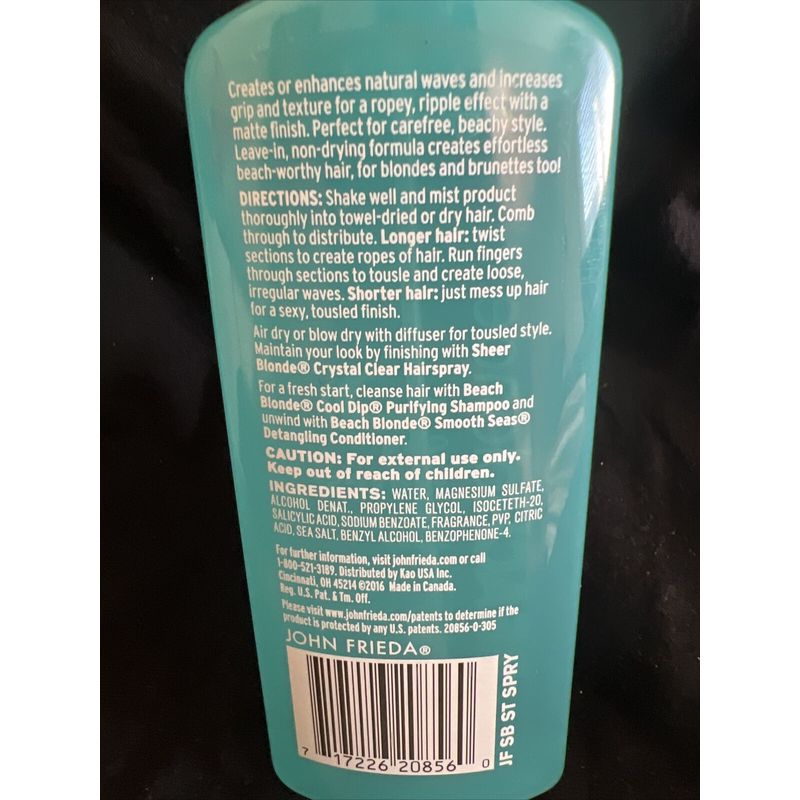 Creates or enhances natural waves and increases
grip and texture for a ropey, ripple effect with a
matte finish. Perfect for carefree, beachy style.
Leave-in, non-drying formula creates effortless
beach-worthy hair, for blondes and brunettes too!
DIRECTIONS: Shake well and mist product
thoroughly into towel-dried or dry hair. Comb
through to distribute. Longer hair: twist
sections to create ropes of hair. Run fingers
through sections to tousle and create loose,
irregular waves. Shorter hair: just mess up hair
for a sexy, tousled finish.
Air dry or blow dry with diffuser for tousled style.
Maintain your look by finishing with Sheer
Blonde® Crystal Clear Hairspray.
For a fresh start, cleanse hair with Beach
Blonde® Cool Dip® Purifying Shampoo and
unwind with Beach Blonde® Smooth Seas®
Detangling Conditioner.
CAUTION: For external use only.
Keep out of reach of children.
INGREDIENTS: WATER, MAGNESIUM SULFATE,
ALCOHOL DENAT., PROPYLENE GLYCOL, ISOCETETH-20,
SALICYLIC ACID, SODIUM BENZOATE, FRAGRANCE, PVP, CITRIC
ACID, SEA SALT, BENZYL ALCOHOL, BENZOPHENONE-4.
For further information, visit johnfrieda.com or call
1-800-521-3189. Distributed by Kao USA Inc.
Cincinnati, OH 45214 ©2016 Made in Canada.
Reg. U.S. Pat. & Tm. Off.
Please visit www.johnfrieda.com/patents to determine if the
product is protected by any U.S. patents. 20856-0-305
JOHN FRIEDA®
JF SB ST SPRY
7 17226 20856 0